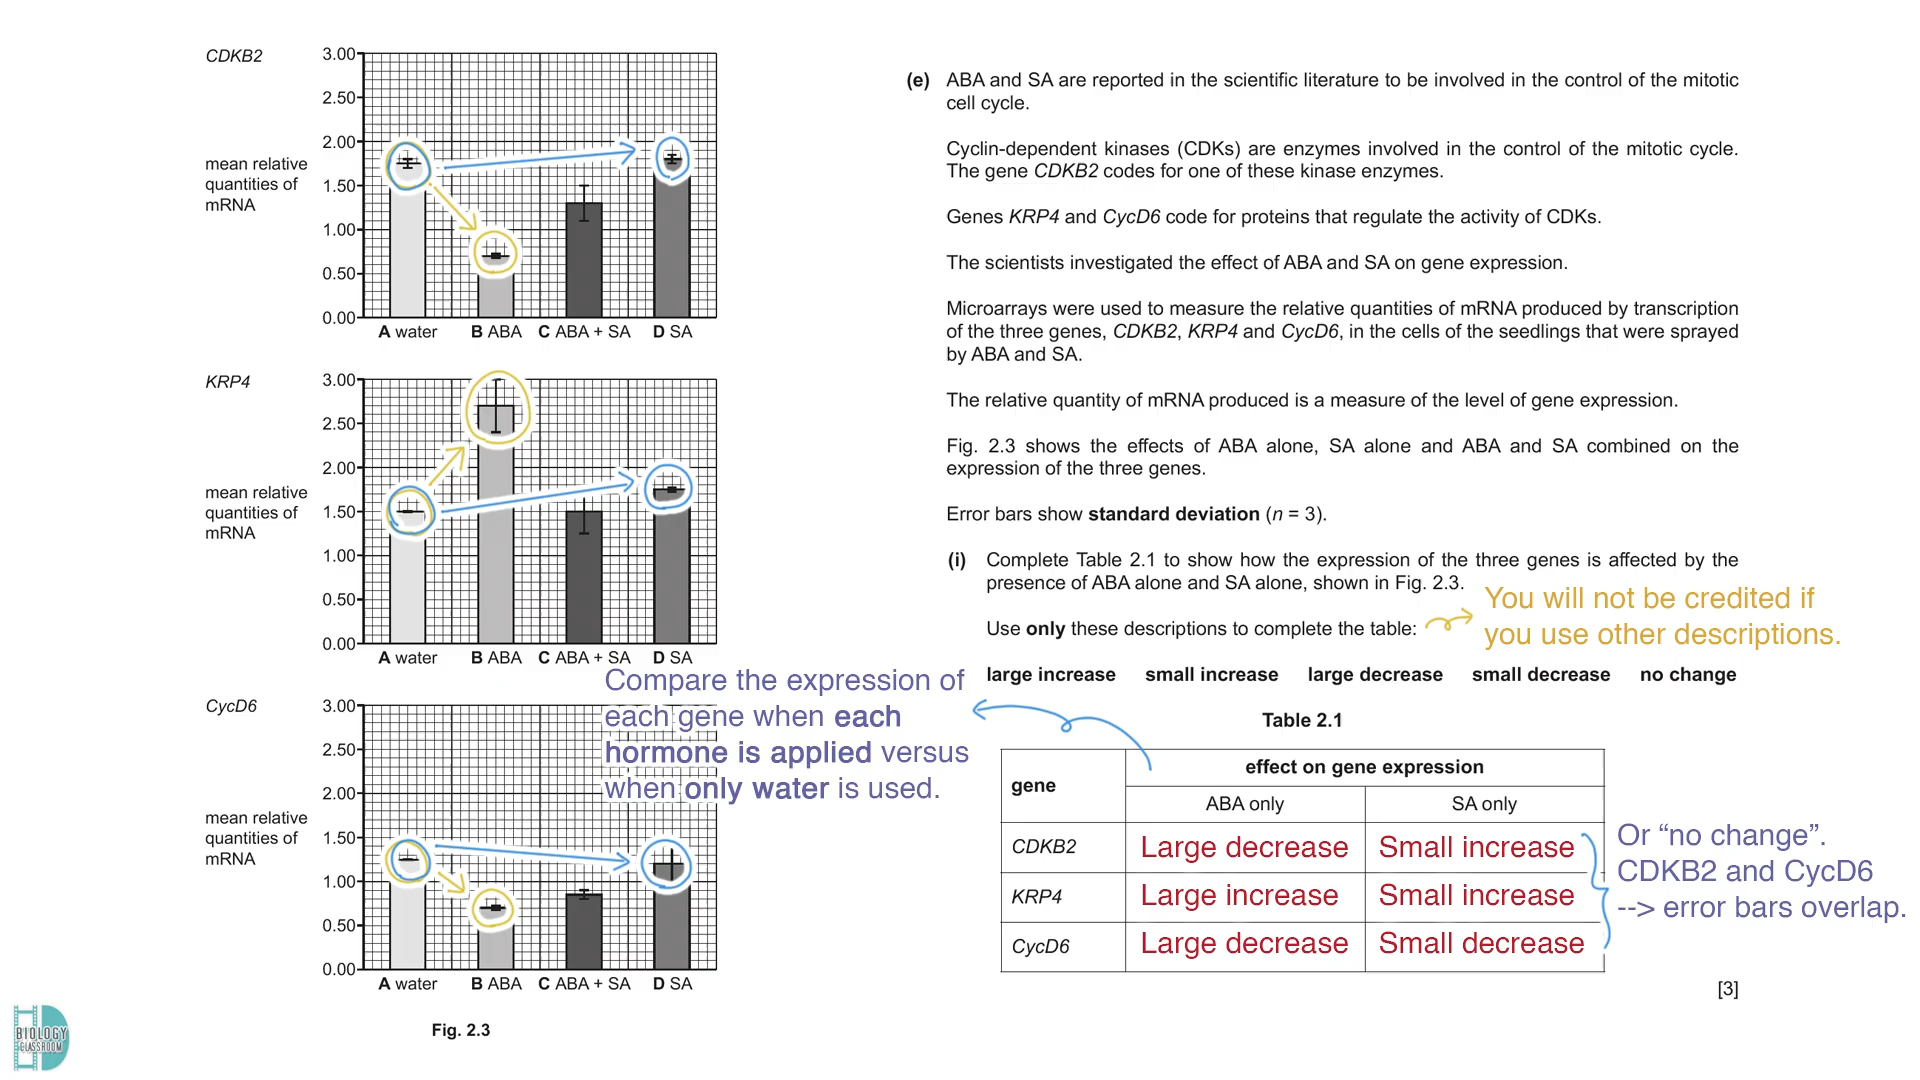 CDKB2
3.00
2.50
2.00
mean relative
quantities of
mRNA
1.50
1.00
0.50
0.00
A water
B ABA
C ABA + SA
D SA
KRP4
3.00
2.50
2.00
mean relative
quantities of
mRNA
1.50
1.00
0.50
0.00
A water
B ABA
C ABA + SA
D SA
Compare the expression of
each gene when each
hormone is applied versus
when only water is used.
CycD6
3.00
2.50
2.00
mean relative
quantities of
mRNA
1.50
1.00
0.50
0.00
A water
B ABA
C ABA + SA
D SA
Fig. 2.3
BIOLOGY
CLASSROOM
(e) ABA and SA are reported in the scientific literature to be involved in the control of the mitotic
cell cycle.
Cyclin-dependent kinases (CDKs) are enzymes involved in the control of the mitotic cycle.
The gene CDKB2 codes for one of these kinase enzymes.
Genes KRP4 and CycD6 code for proteins that regulate the activity of CDKs.
The scientists investigated the effect of ABA and SA on gene expression.
Microarrays were used to measure the relative quantities of mRNA produced by transcription
of the three genes, CDKB2, KRP4 and CycD6, in the cells of the seedlings that were sprayed
by ABA and SA.
The relative quantity of mRNA produced is a measure of the level of gene expression.
Fig. 2.3 shows the effects of ABA alone, SA alone and ABA and SA combined on the
expression of the three genes.
Error bars show standard deviation (n = 3).
(i) Complete Table 2.1 to show how the expression of the three genes is affected by the
presence of ABA alone and SA alone, shown in Fig. 2.3.
Use only these descriptions to complete the table:
You will not be credited if
you use other descriptions.
large increase small increase large decrease small decrease no change
Table 2.1
gene
effect on gene expression
ABA only
SA only
CDKB2 Large decrease Small increase
KRP4 Large increase Small increase
CycD6 Large decrease Small decrease
Or “no change”.
CDKB2 and CycD6
--> error bars overlap.
[3]